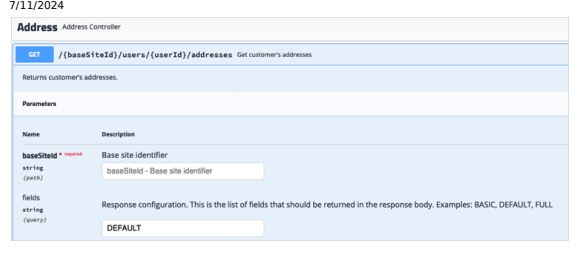 7/11/2024
Address Address Controller
GET /{baseSiteId}/users/{userId}/addresses Get customer's addresses
Returns customer's addresses.
Parameters
Name Description
baseSiteId * required Base site identifier
string
(path)
baseSiteId - Base site identifier
fields
string
(query)
Response configuration. This is the list of fields that should be returned in the response body. Examples: BASIC, DEFAULT, FULL
DEFAULT